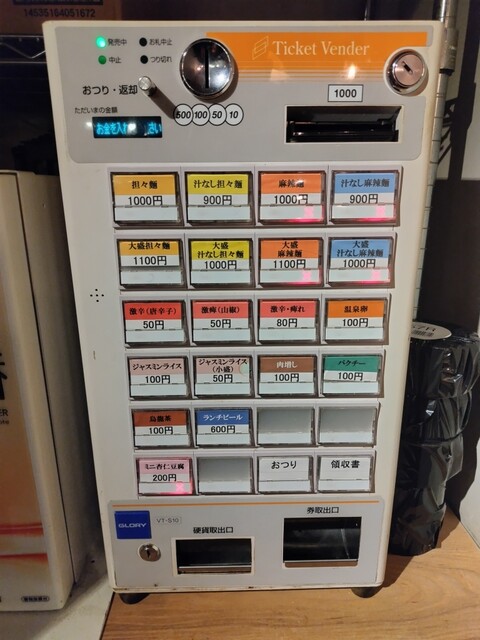 14535164051672
発売中
お札中止
中止
つり切れ
Ticket Vender
おつり・返却
ただいまの金額
500 100 50 10
1000
担々麺
1000円
汁なし担々麺
900円
麻辣麺
1000円
汁なし麻辣麺
900円
大盛担々麺
1100円
大盛
汁なし担々麺
1000円
大盛
麻辣麺
1100円
大盛
汁なし麻辣麺
1000円
激辛(唐辛子)
50円
激痺(山椒)
50円
激辛・痺れ
80円
温泉卵
100円
ジャスミンライス
100円
ジャスミンライス
(小盛)
50円
肉増し
100円
パクチー
100円
烏龍茶
100円
ランチビール
600円
ミニ杏仁豆腐
200円
おつり
領収書
GLORY
VT-S10
硬貨取出口
券取出口